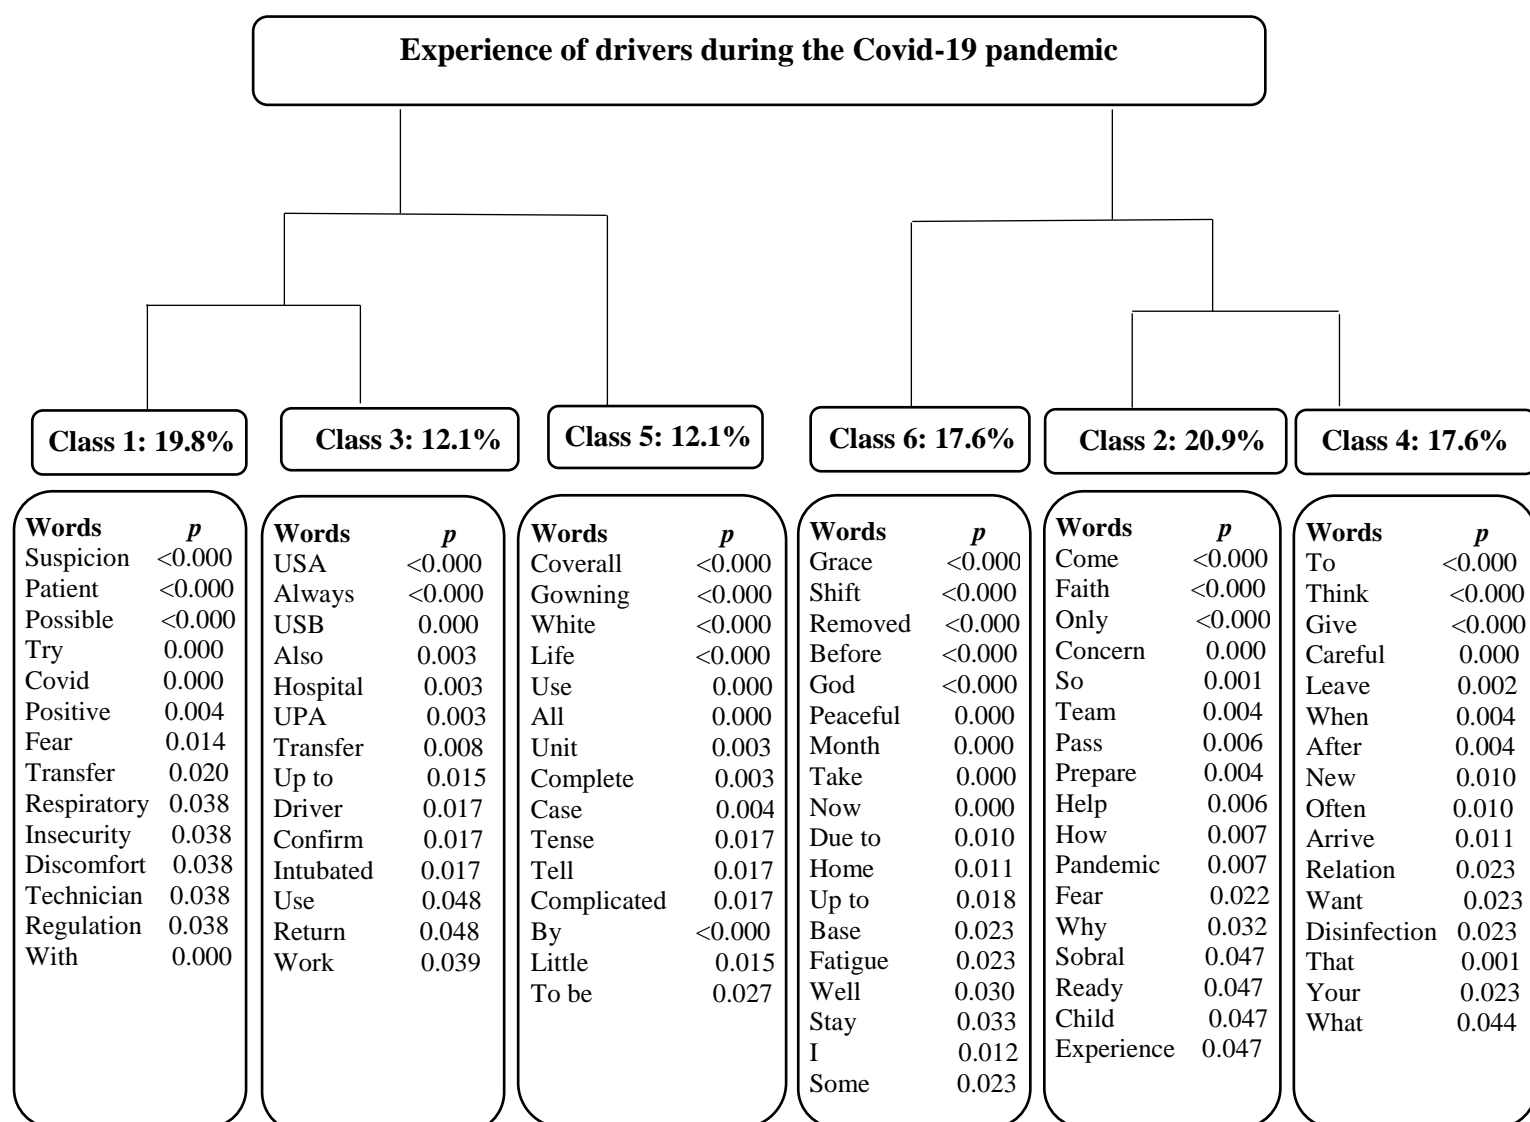 Experience of drivers during the Covid-19 pandemic
Class 1: 19.8%
Class 3: 12.1%
Class 5: 12.1%
Class 6: 17.6%
Class 2: 20.9%
Class 4: 17.6%
Words p
Suspicion <0.000
Patient <0.000
Possible <0.000
Try 0.000
Covid 0.000
Positive 0.004
Fear 0.014
Transfer 0.020
Respiratory 0.038
Insecurity 0.038
Discomfort 0.038
Technician 0.038
Regulation 0.038
With 0.000
Words p
USA <0.000
Always <0.000
USB 0.000
Also 0.003
Hospital 0.003
UPA 0.003
Transfer 0.008
Up to 0.015
Driver 0.017
Confirm 0.017
Intubated 0.017
Use 0.048
Return 0.048
Work 0.039
Words p
Coverall <0.000
Gowning <0.000
White <0.000
Life <0.000
Use 0.000
All 0.000
Unit 0.003
Complete 0.003
Case 0.004
Tense 0.017
Tell 0.017
Complicated 0.017
By <0.000
Little 0.015
To be 0.027
Words p
Grace <0.000
Shift <0.000
Removed <0.000
Before <0.000
God <0.000
Peaceful 0.000
Month 0.000
Take 0.000
Now 0.000
Due to 0.010
Home 0.011
Up to 0.018
Base 0.023
Fatigue 0.023
Well 0.030
Stay 0.033
I 0.012
Some 0.023
Words p
Come <0.000
Faith <0.000
Only <0.000
Concern 0.000
So 0.001
Team 0.004
Pass 0.006
Prepare 0.004
Help 0.006
How 0.007
Pandemic 0.007
Fear 0.022
Why 0.032
Sobral 0.047
Ready 0.047
Child 0.047
Experience 0.047
Words p
To <0.000
Think <0.000
Give <0.000
Careful 0.000
Leave 0.002
When 0.004
After 0.004
New 0.010
Often 0.010
Arrive 0.011
Relation 0.023
Want 0.023
Disinfection 0.023
That 0.001
Your 0.023
What 0.044